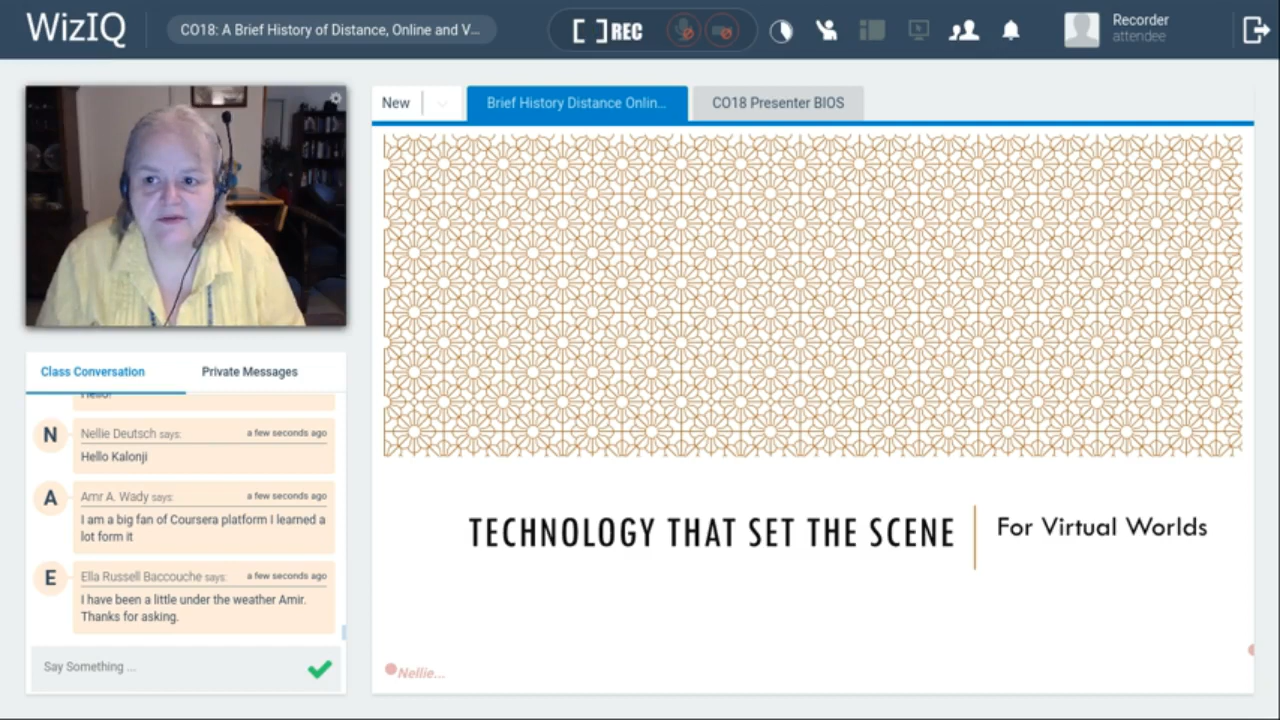 WizIQ
CO18: A Brief History of Distance, Online and V...
[ ] REC
Recorder
attendee
New
Brief History Distance Onlin...
CO18 Presenter BIOS
Class Conversation
Private Messages
Hello!
N
Nellie Deutsch says:
a few seconds ago
Hello Kalonji
A
Amr A. Wady says:
a few seconds ago
I am a big fan of Coursera platform I learned a
lot form it
E
Ella Russell Baccouche says:
a few seconds ago
I have been a little under the weather Amir.
Thanks for asking.
Say Something ...
TECHNOLOGY THAT SET THE SCENE
For Virtual Worlds
Nellie...